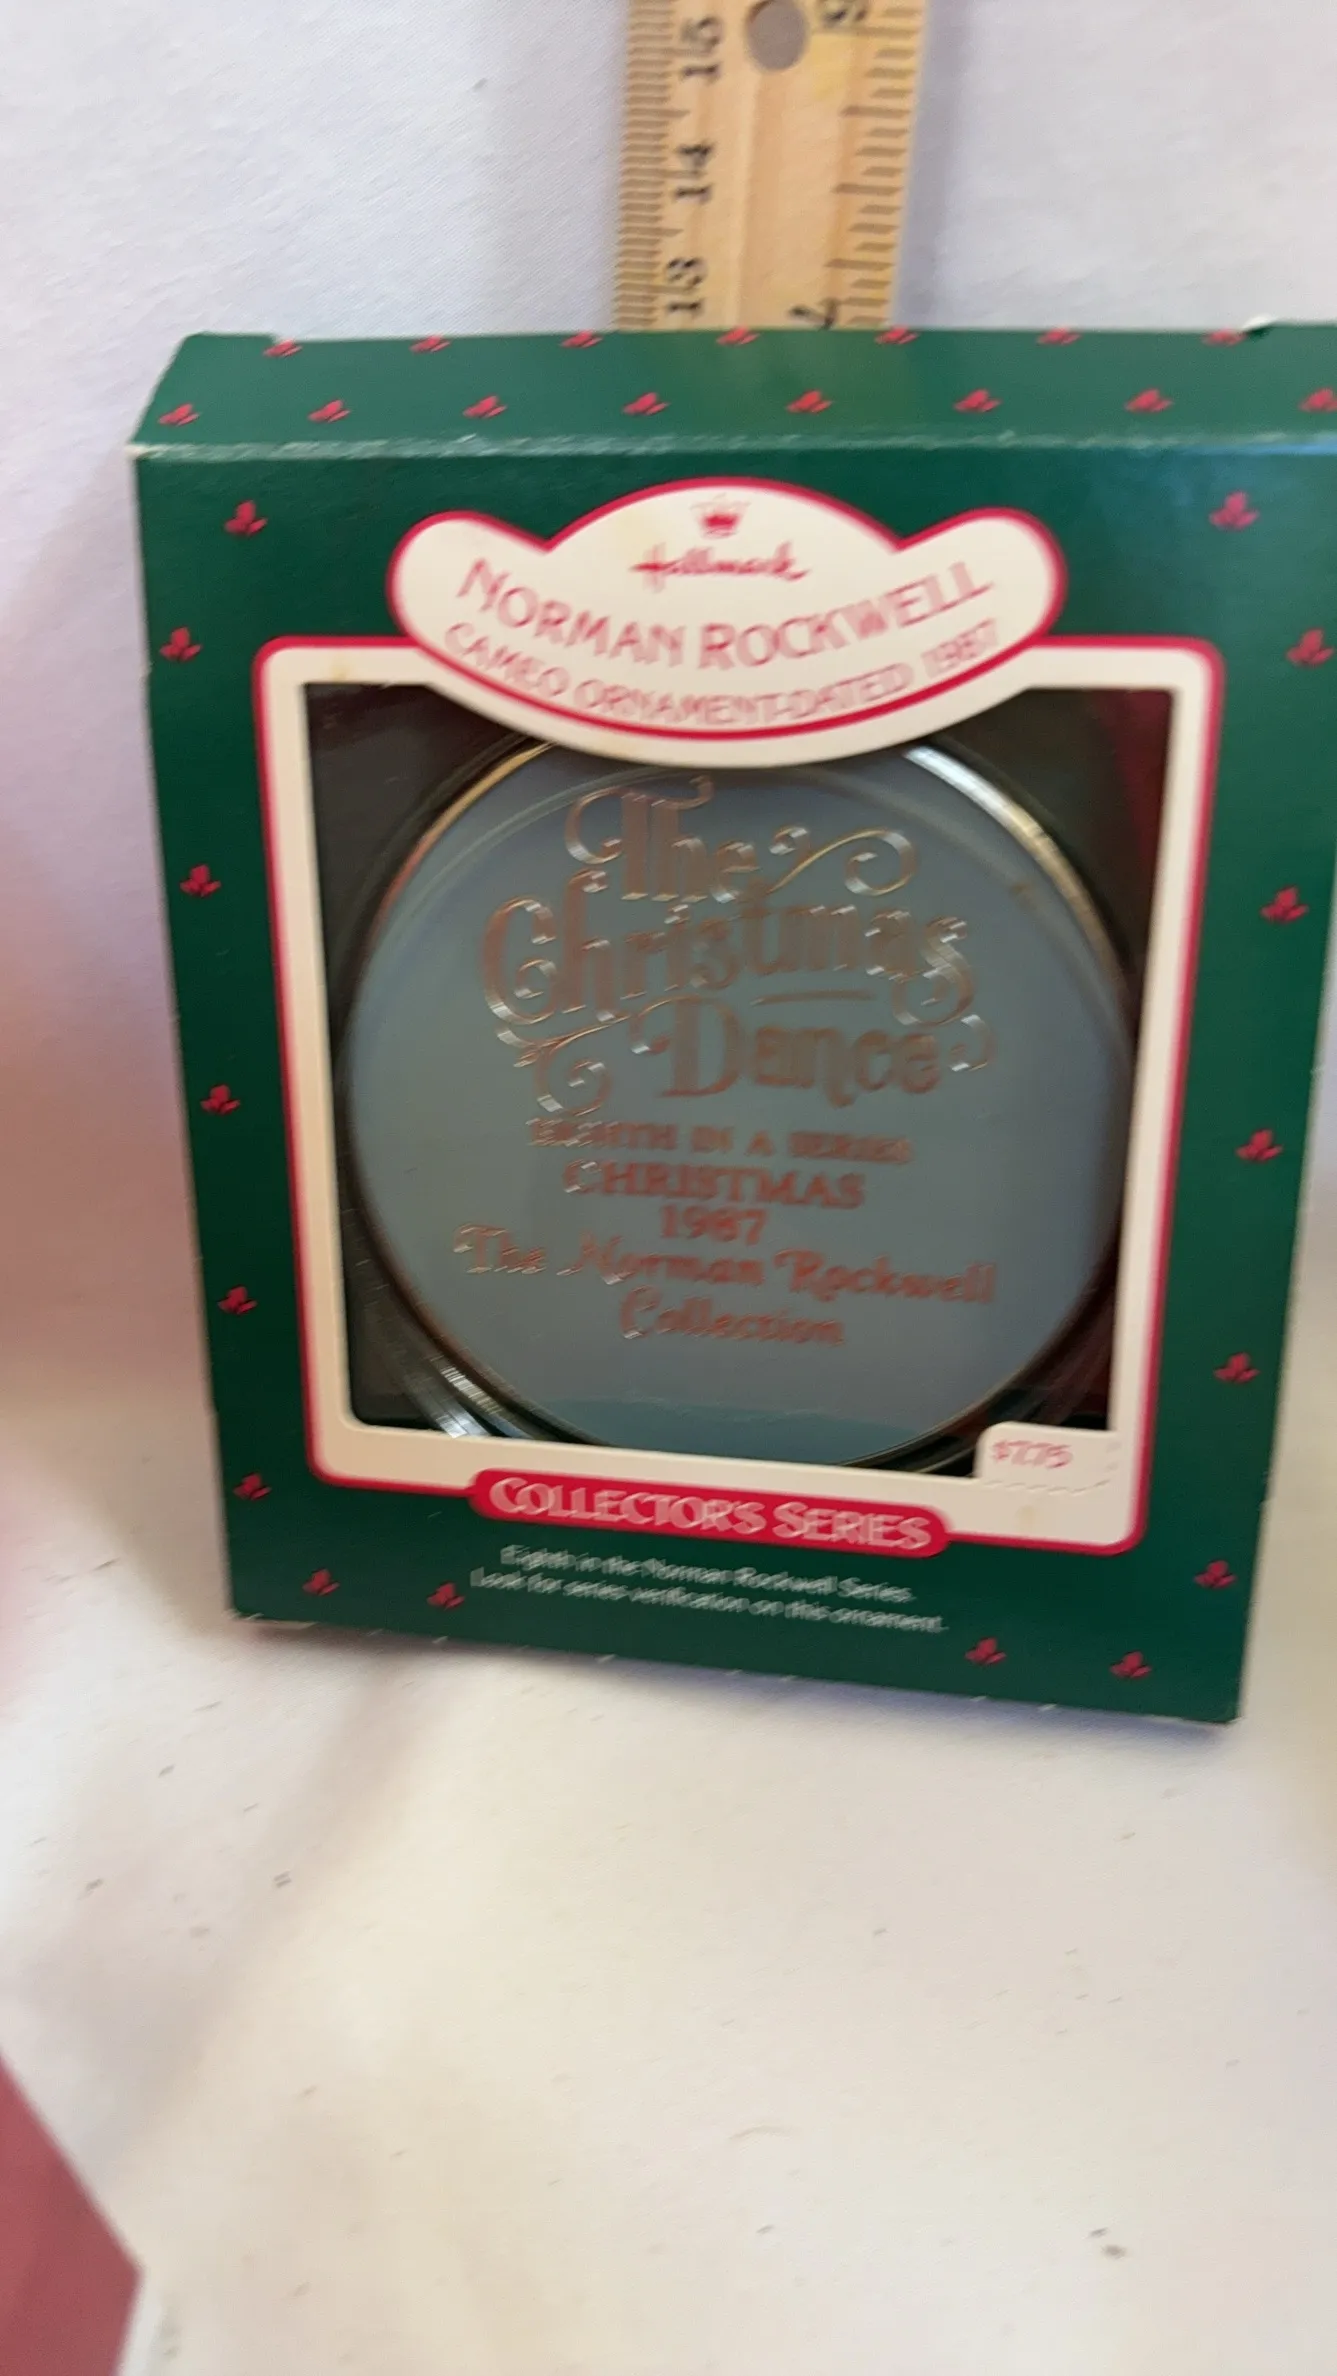 15
14
13
Hallmark
NORMAN ROCKWELL
CAMEO ORNAMENT-DATED 1987
The
Christmas
Dance
EIGHTH IN A SERIES
CHRISTMAS
1987
The Norman Rockwell
Collection
$7.75
COLLECTOR'S SERIES
Eighth in the Norman Rockwell Series.
Look for series verification on this ornament.